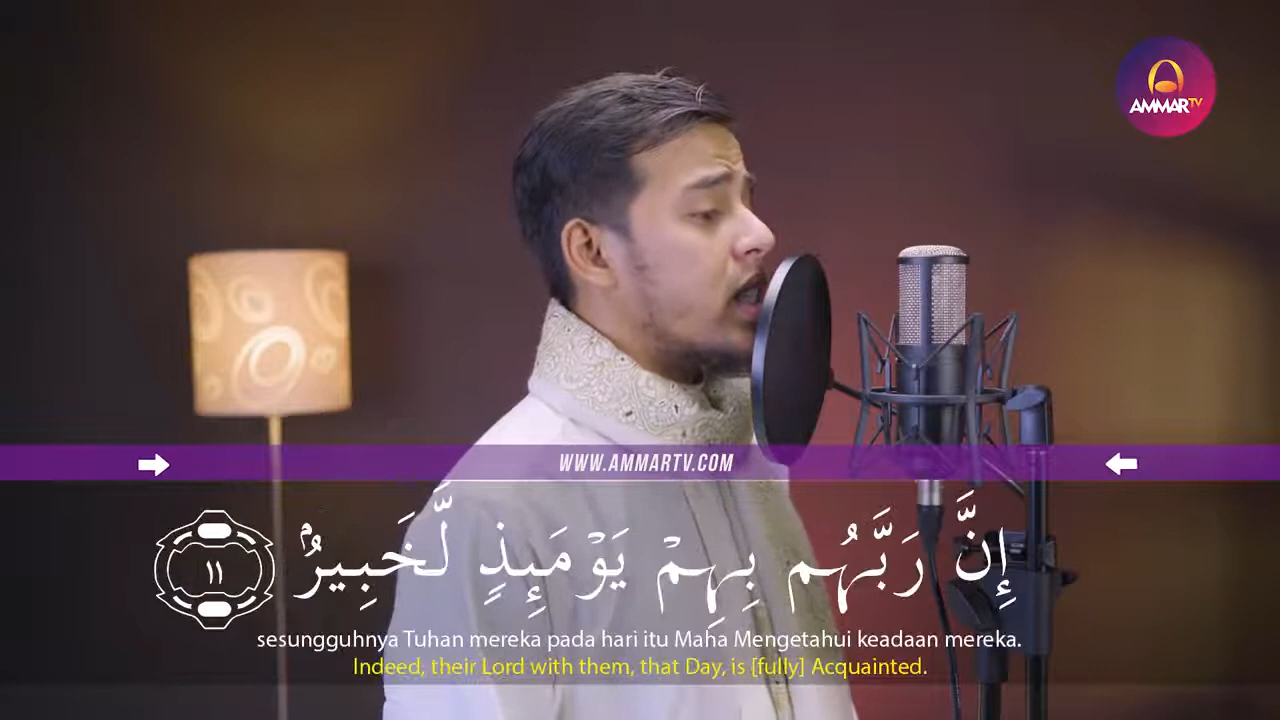 AMMARTV
WWW.AMMARTV.COM
إِنَّ رَبَّهُم بِهِمْ يَوْمَئِذٍ لَّخَبِيرٌۢ ١١
sesungguhnya Tuhan mereka pada hari itu Maha Mengetahui keadaan mereka.
Indeed, their Lord with them, that Day, is [fully] Acquainted.